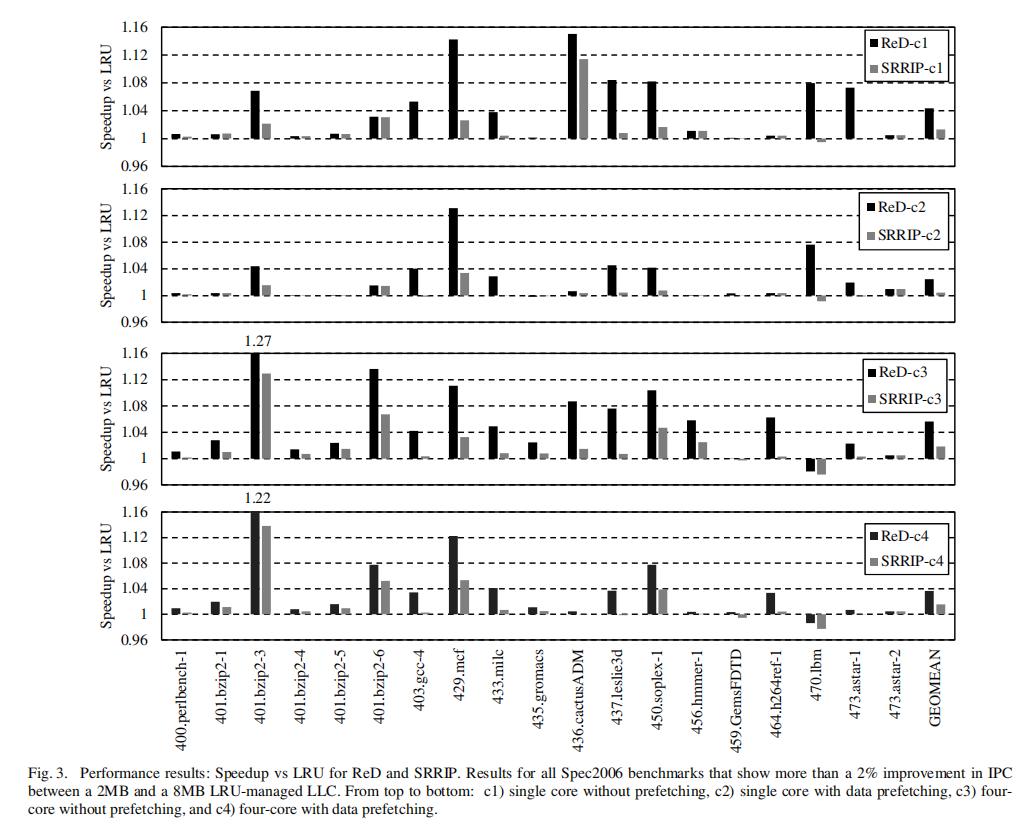 1.16
1.12
1.08
1.04
1
0.96
Speedup vs LRU
ReD-c1
SRRIP-c1
1.16
1.12
1.08
1.04
1
0.96
Speedup vs LRU
ReD-c2
SRRIP-c2
1.27
1.16
1.12
1.08
1.04
1
0.96
Speedup vs LRU
ReD-c3
SRRIP-c3
1.22
1.16
1.12
1.08
1.04
1
0.96
Speedup vs LRU
ReD-c4
SRRIP-c4
400.perlbench-1
401.bzip2-1
401.bzip2-3
401.bzip2-4
401.bzip2-5
401.bzip2-6
403.gcc-4
429.mcf
433.milc
435.gromacs
436.cactusADM
437.leslie3d
450.soplex-1
456.hmmer-1
459.GemsFDTD
464.h264ref-1
470.lbm
473.astar-1
473.astar-2
GEOMEAN
Fig. 3. Performance results: Speedup vs LRU for ReD and SRRIP. Results for all Spec2006 benchmarks that show more than a 2% improvement in IPC
between a 2MB and a 8MB LRU-managed LLC. From top to bottom: c1) single core without prefetching, c2) single core with data prefetching, c3) four-
core without prefetching, and c4) four-core with data prefetching.